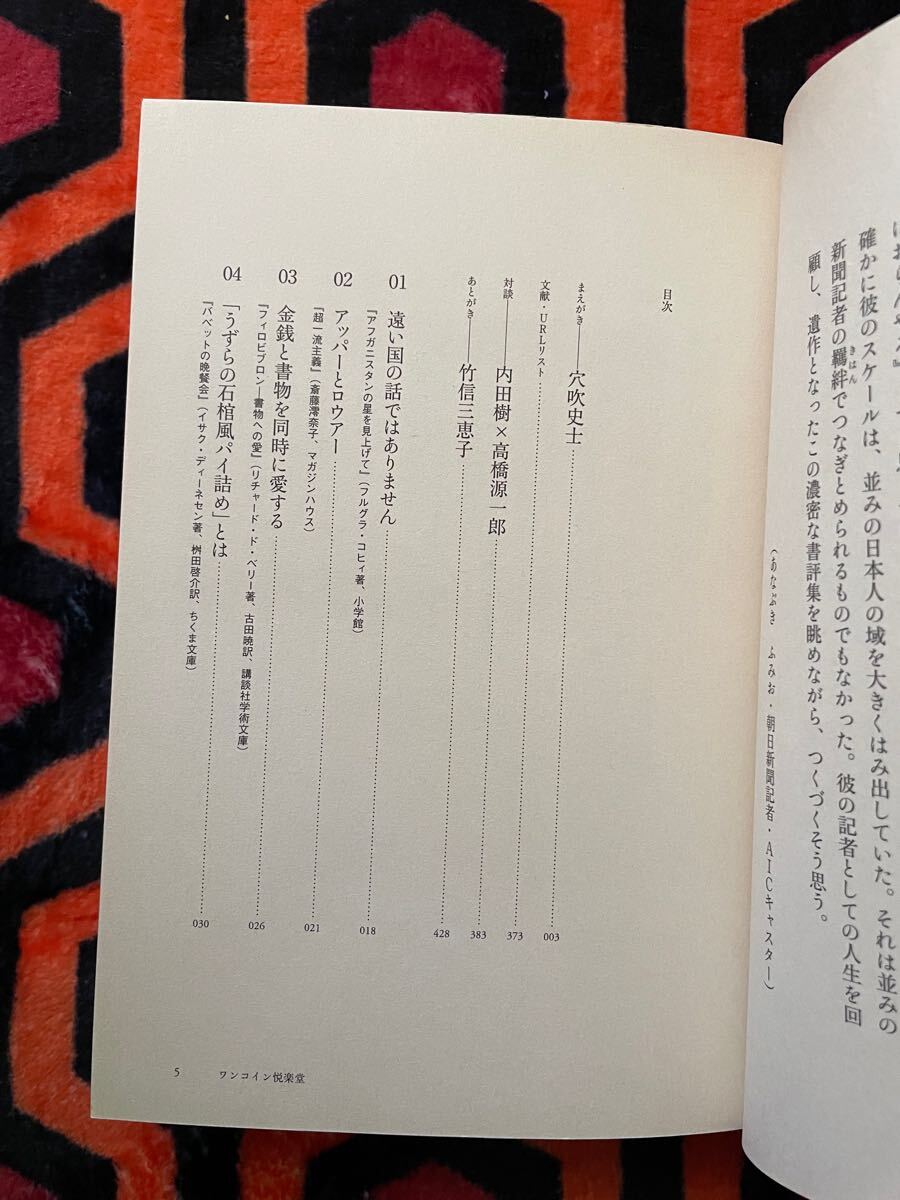 確かに彼のスケールは、並みの日本人の域を大きくはみ出していた。それは並みの
新聞記者の羈絆でつなぎとめられるものでもなかった。彼の記者としての人生を回
きはん
顧し、遺作となったこの濃密な書評集を眺めながら、つくづくそう思う。
（あなぶき　ふみお・朝日新聞記者・AICキャスター）
目次
まえがき――穴吹史士 003
文献・URLリスト 373
対談――内田樹×高橋源一郎 383
あとがき――竹信三恵子 428
01 遠い国の話ではありません 018
『アフガニスタンの星を見上げて』（フルグラ・コヒィ著、小学館）
02 アッパーとロウアー 021
『超一流主義』（斎藤澪奈子、マガジンハウス）
03 金銭と書物を同時に愛する 026
『フィロビブロン―書物への愛』（リチャード・ド・ベリー著、古田暁訳、講談社学術文庫）
04 「うずらの石棺風パイ詰め」とは 030
『バベットの晩餐会』（イサク・ディーネセン著、桝田啓介訳、ちくま文庫）
5 ワンコイン悦楽堂